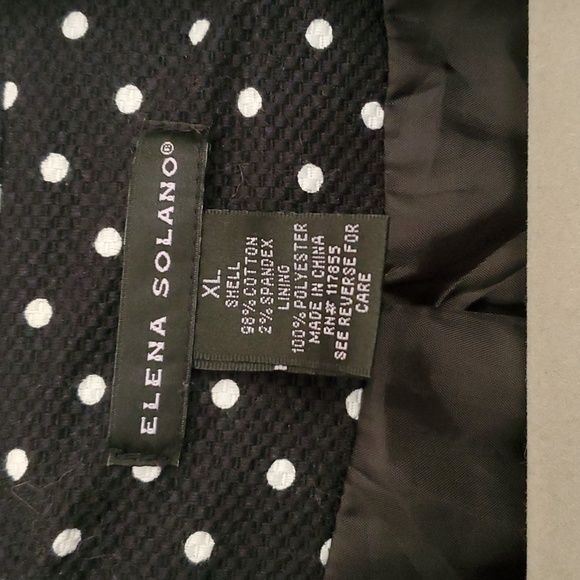 ELENA SOLANO®
XL
SHELL
98% COTTON
2% SPANDEX
LINING
100% POLYESTER
MADE IN CHINA
RN# 117855
SEE REVERSE FOR
CARE